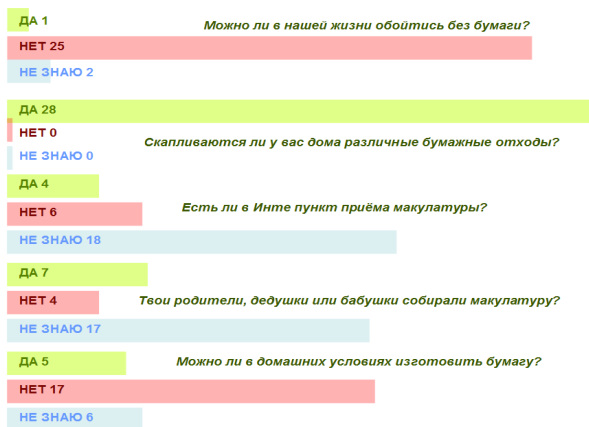 ДА 1
Можно ли в нашей жизни обойтись без бумаги?
НЕТ 25
НЕ ЗНАЮ 2
ДА 28
НЕТ 0
Скапливаются ли у вас дома различные бумажные отходы?
НЕ ЗНАЮ 0
ДА 4
Есть ли в Инте пункт приёма макулатуры?
НЕТ 6
НЕ ЗНАЮ 18
ДА 7
НЕТ 4
Твои родители, дедушки или бабушки собирали макулатуру?
НЕ ЗНАЮ 17
ДА 5
Можно ли в домашних условиях изготовить бумагу?
НЕТ 17
НЕ ЗНАЮ 6